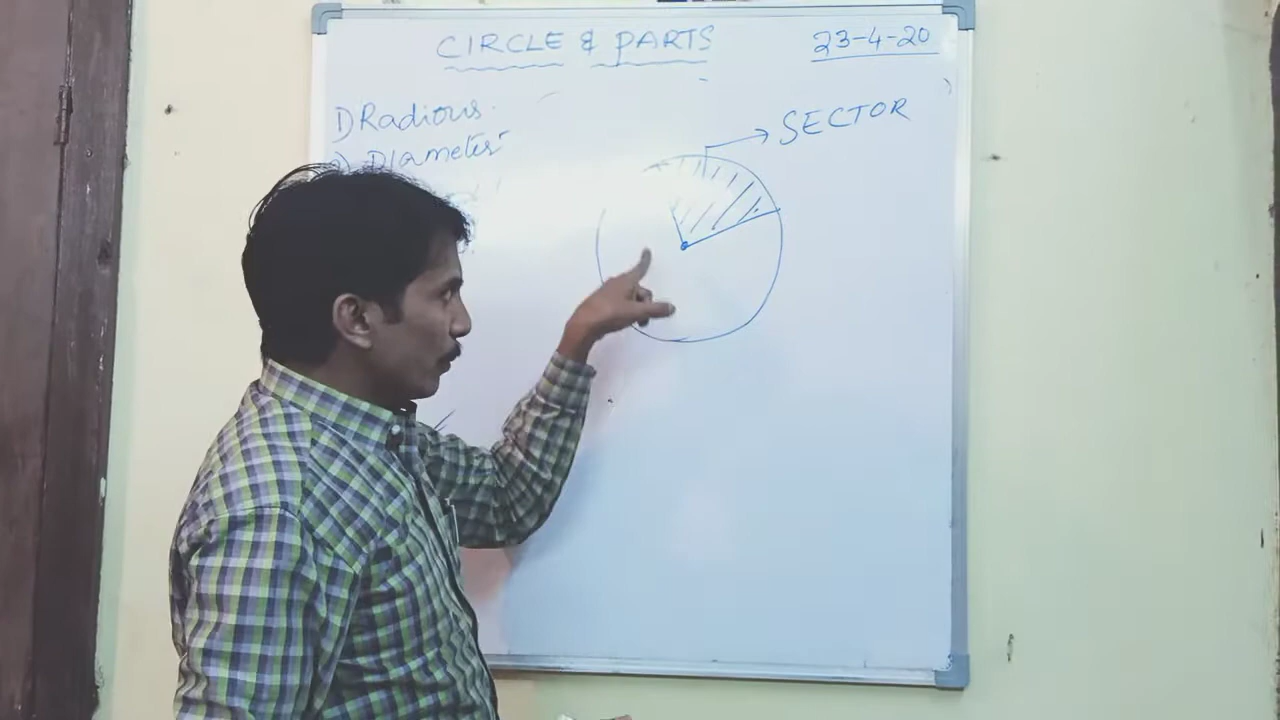 CIRCLE & PARTS
23-4-20
1) Radious.
2) Diameter
SECTOR